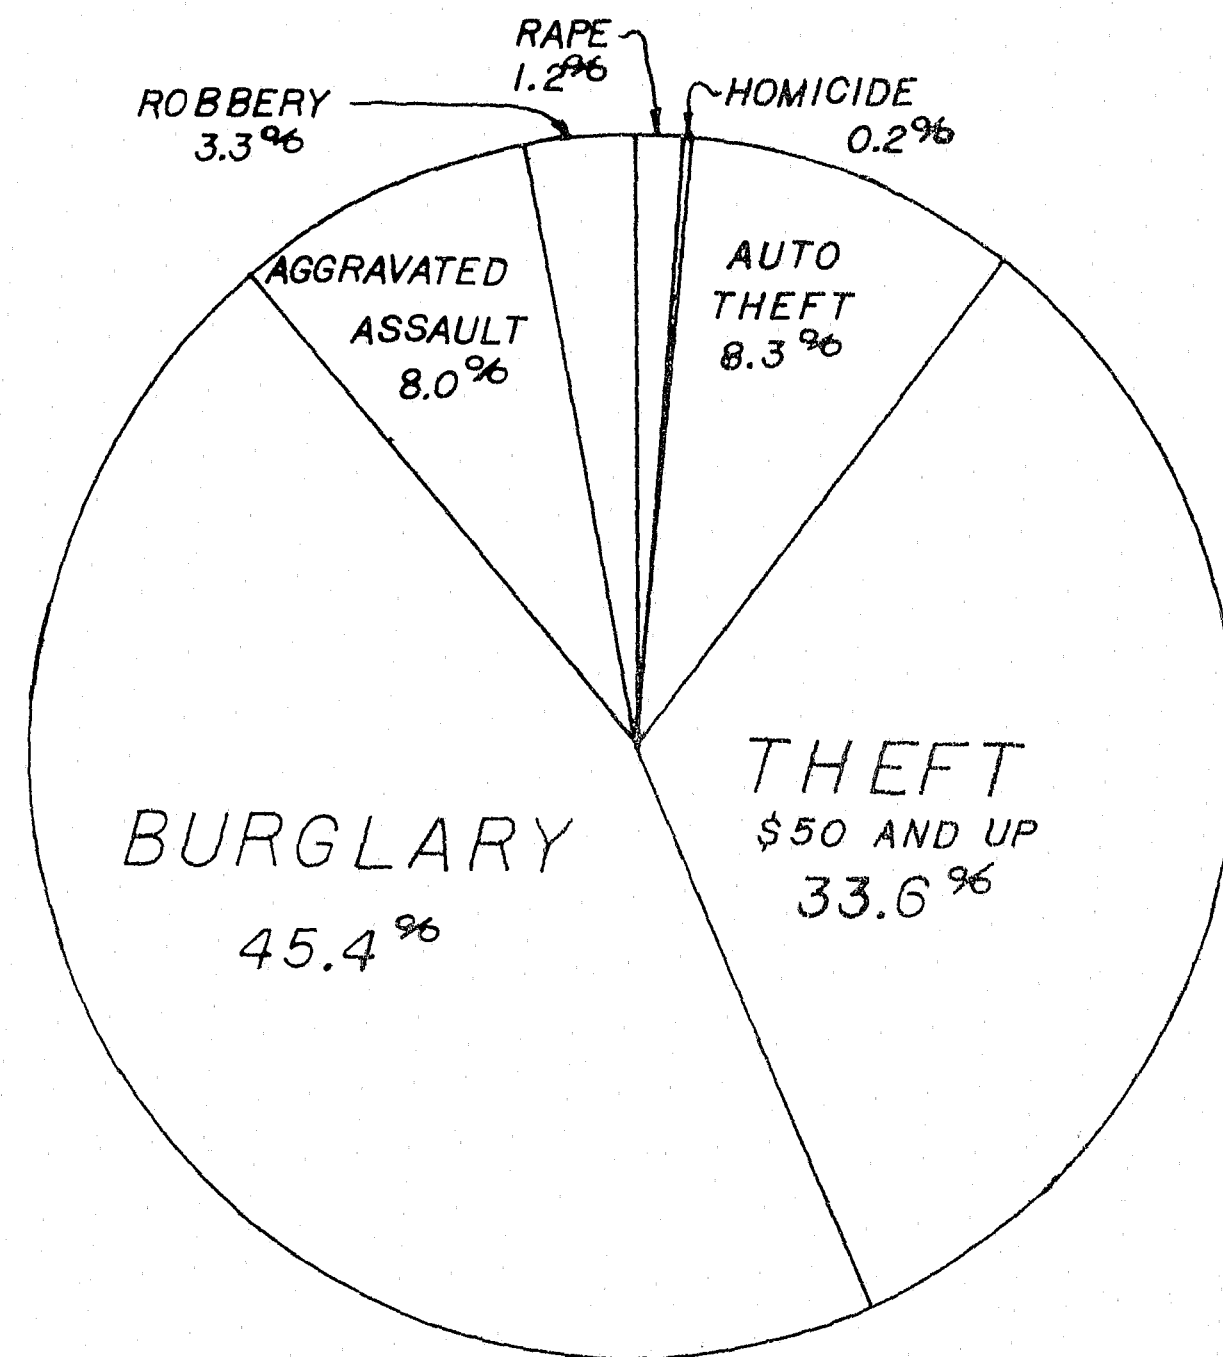 RAPE
1.2%
ROBBERY
3.3%
HOMICIDE
0.2%
AGGRAVATED
ASSAULT
8.0%
AUTO
THEFT
8.3%
THEFT
$50 AND UP
33.6%
BURGLARY
45.4%